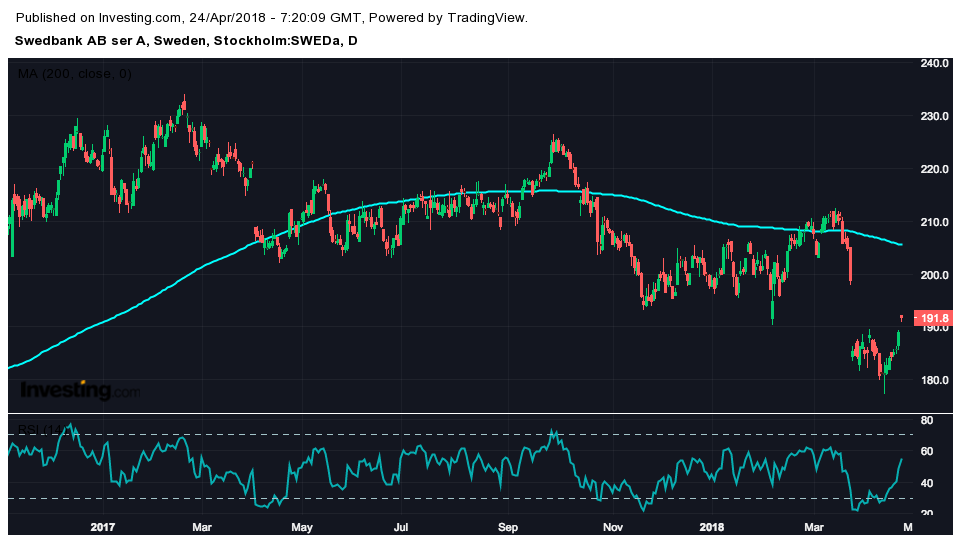 Published on Investing.com, 24/Apr/2018 - 7:20:09 GMT, Powered by TradingView.
Swedbank AB ser A, Sweden, Stockholm:SWEDa, D
MA (200, close, 0)
240.0
230.0
220.0
210.0
200.0
191.8
190.0
180.0
Investing.com
RSI (14)
80
60
40
20
2017 Mar May Jul Sep Nov 2018 Mar M